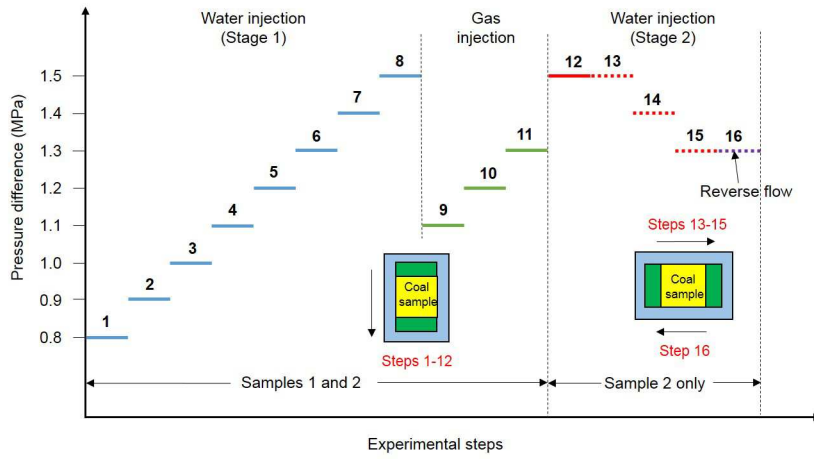 Water injection
(Stage 1)
Gas
injection
Water injection
(Stage 2)
Pressure difference (MPa)
1.5
1.4
1.3
1.2
1.1
1.0
0.9
0.8
1
2
3
4
5
6
7
8
9
10
11
12
13
14
15
16
Reverse flow
Coal
sample
Steps 1-12
Steps 13-15
Coal
sample
Step 16
Samples 1 and 2
Sample 2 only
Experimental steps